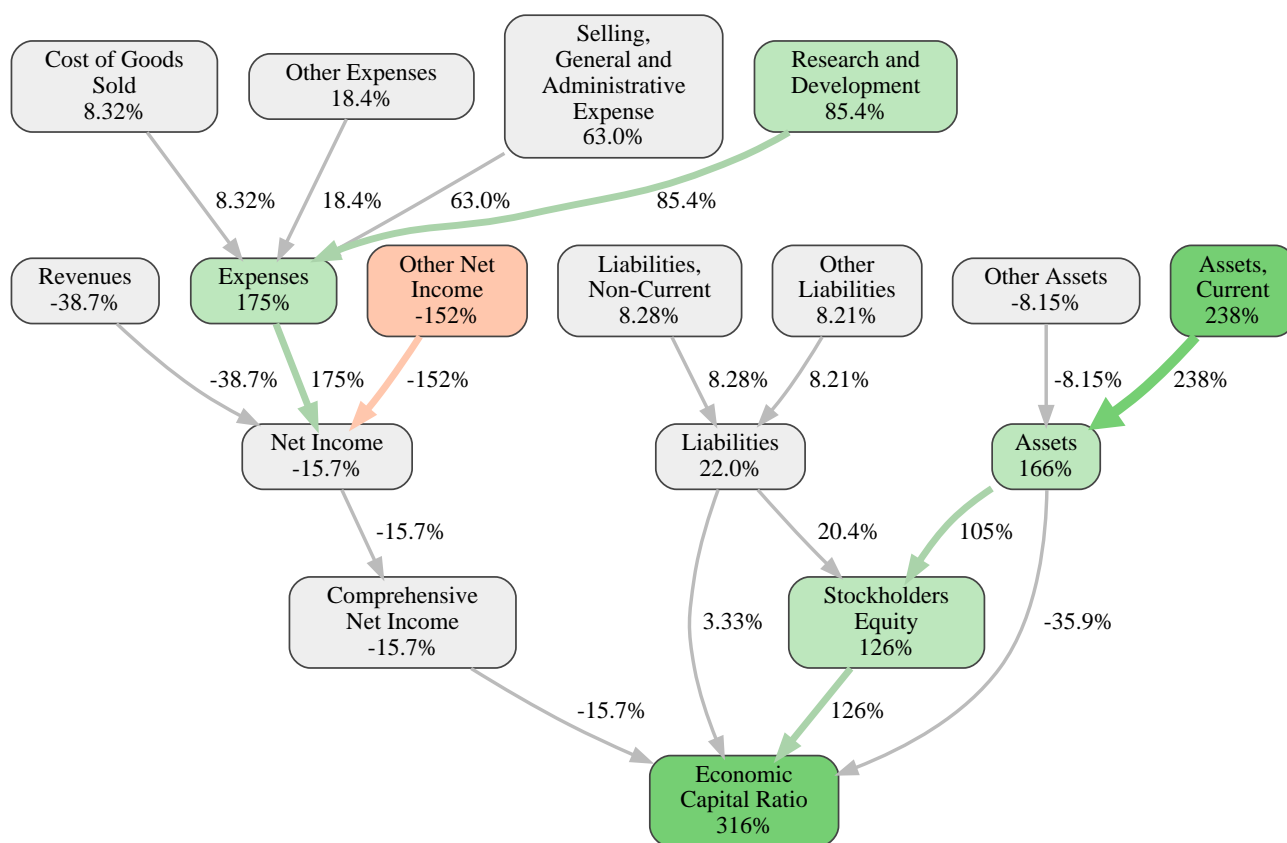 Cost of Goods
Sold
8.32%
Other Expenses
18.4%
Selling,
General and
Administrative
Expense
63.0%
Research and
Development
85.4%
8.32%
18.4%
63.0%
85.4%
Revenues
-38.7%
Expenses
175%
Other Net
Income
-152%
Liabilities,
Non-Current
8.28%
Other
Liabilities
8.21%
Other Assets
-8.15%
Assets,
Current
238%
-38.7%
175%
-152%
8.28%
8.21%
-8.15%
238%
Net Income
-15.7%
Liabilities
22.0%
Assets
166%
-15.7%
20.4%
105%
Comprehensive
Net Income
-15.7%
3.33%
Stockholders
Equity
126%
-35.9%
-15.7%
126%
Economic
Capital Ratio
316%